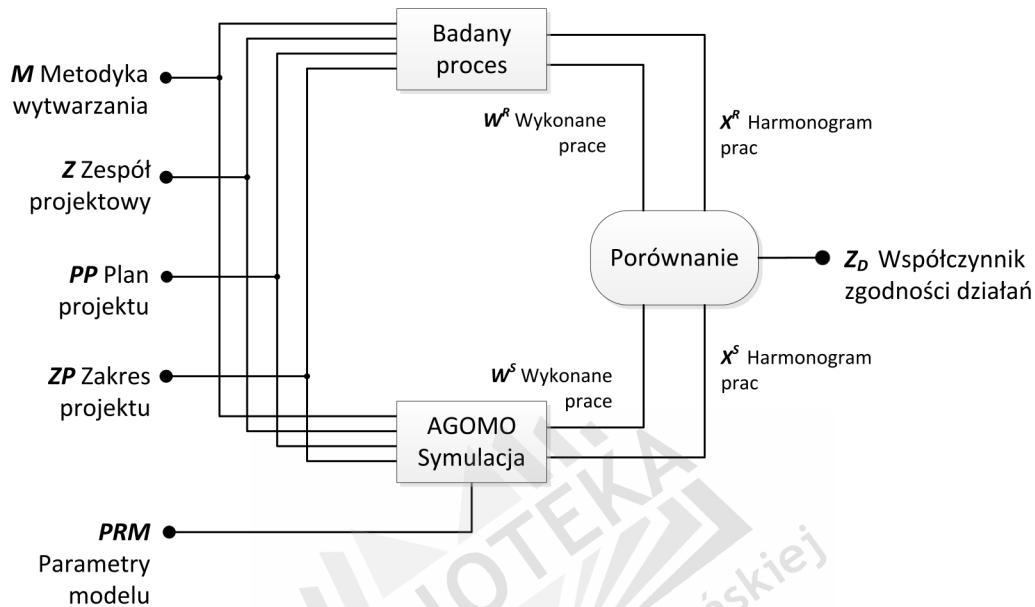 Badany
proces
M Metodyka
wytwarzania
W^R Wykonane
prace
X^R Harmonogram
prac
Z Zespół
projektowy
Porównanie
Z_D Współczynnik
zgodności działań
PP Plan
projektu
ZP Zakres
projektu
W^S Wykonane
prace
X^S Harmonogram
prac
AGOMO
Symulacja
PRM
Parametry
modelu